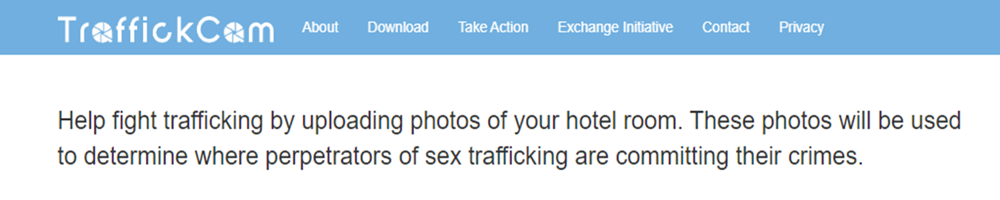 TraffickCam About Download Take Action Exchange Initiative Contact Privacy
Help fight trafficking by uploading photos of your hotel room. These photos will be used
to determine where perpetrators of sex trafficking are committing their crimes.